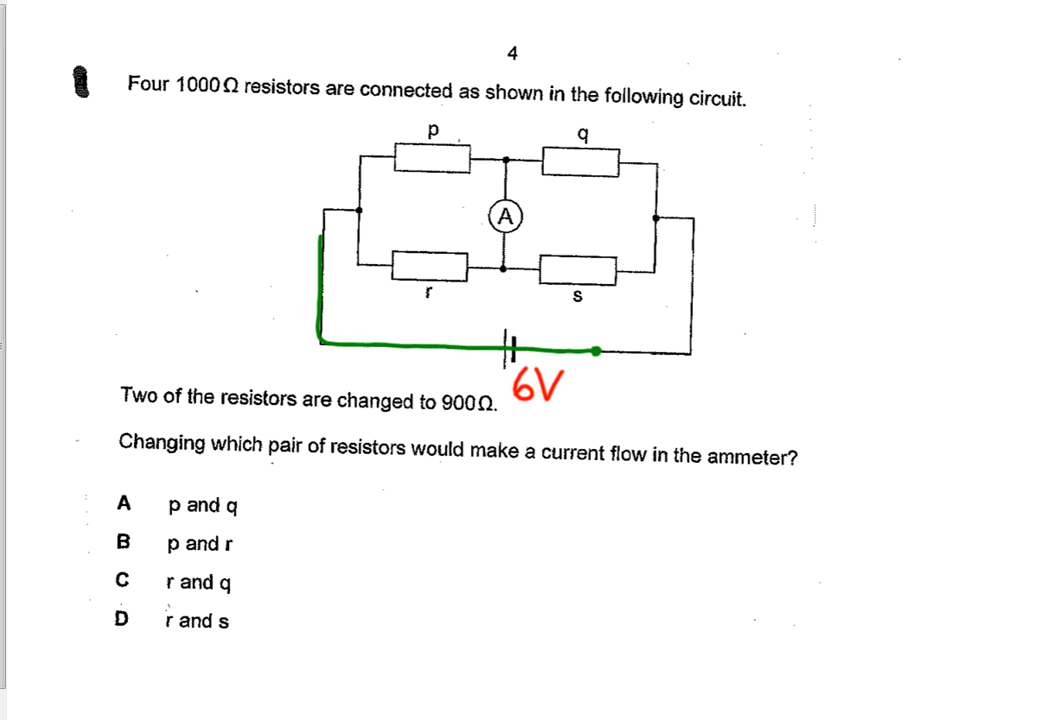 4
Four 1000 Ω resistors are connected as shown in the following circuit.
p q
A
r s
6V
Two of the resistors are changed to 900 Ω.
Changing which pair of resistors would make a current flow in the ammeter?
A p and q
B p and r
C r and q
D r and s